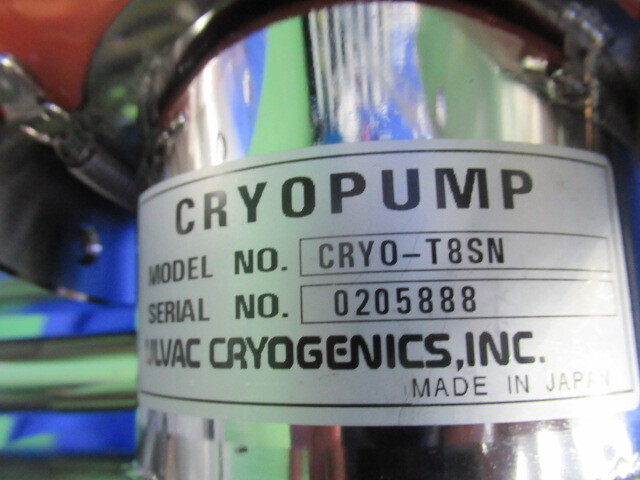 CRYOPUMP
MODEL NO. CRYO-T8SN
SERIAL NO. 0205888
ULVAC CRYOGENICS,INC.
MADE IN JAPAN